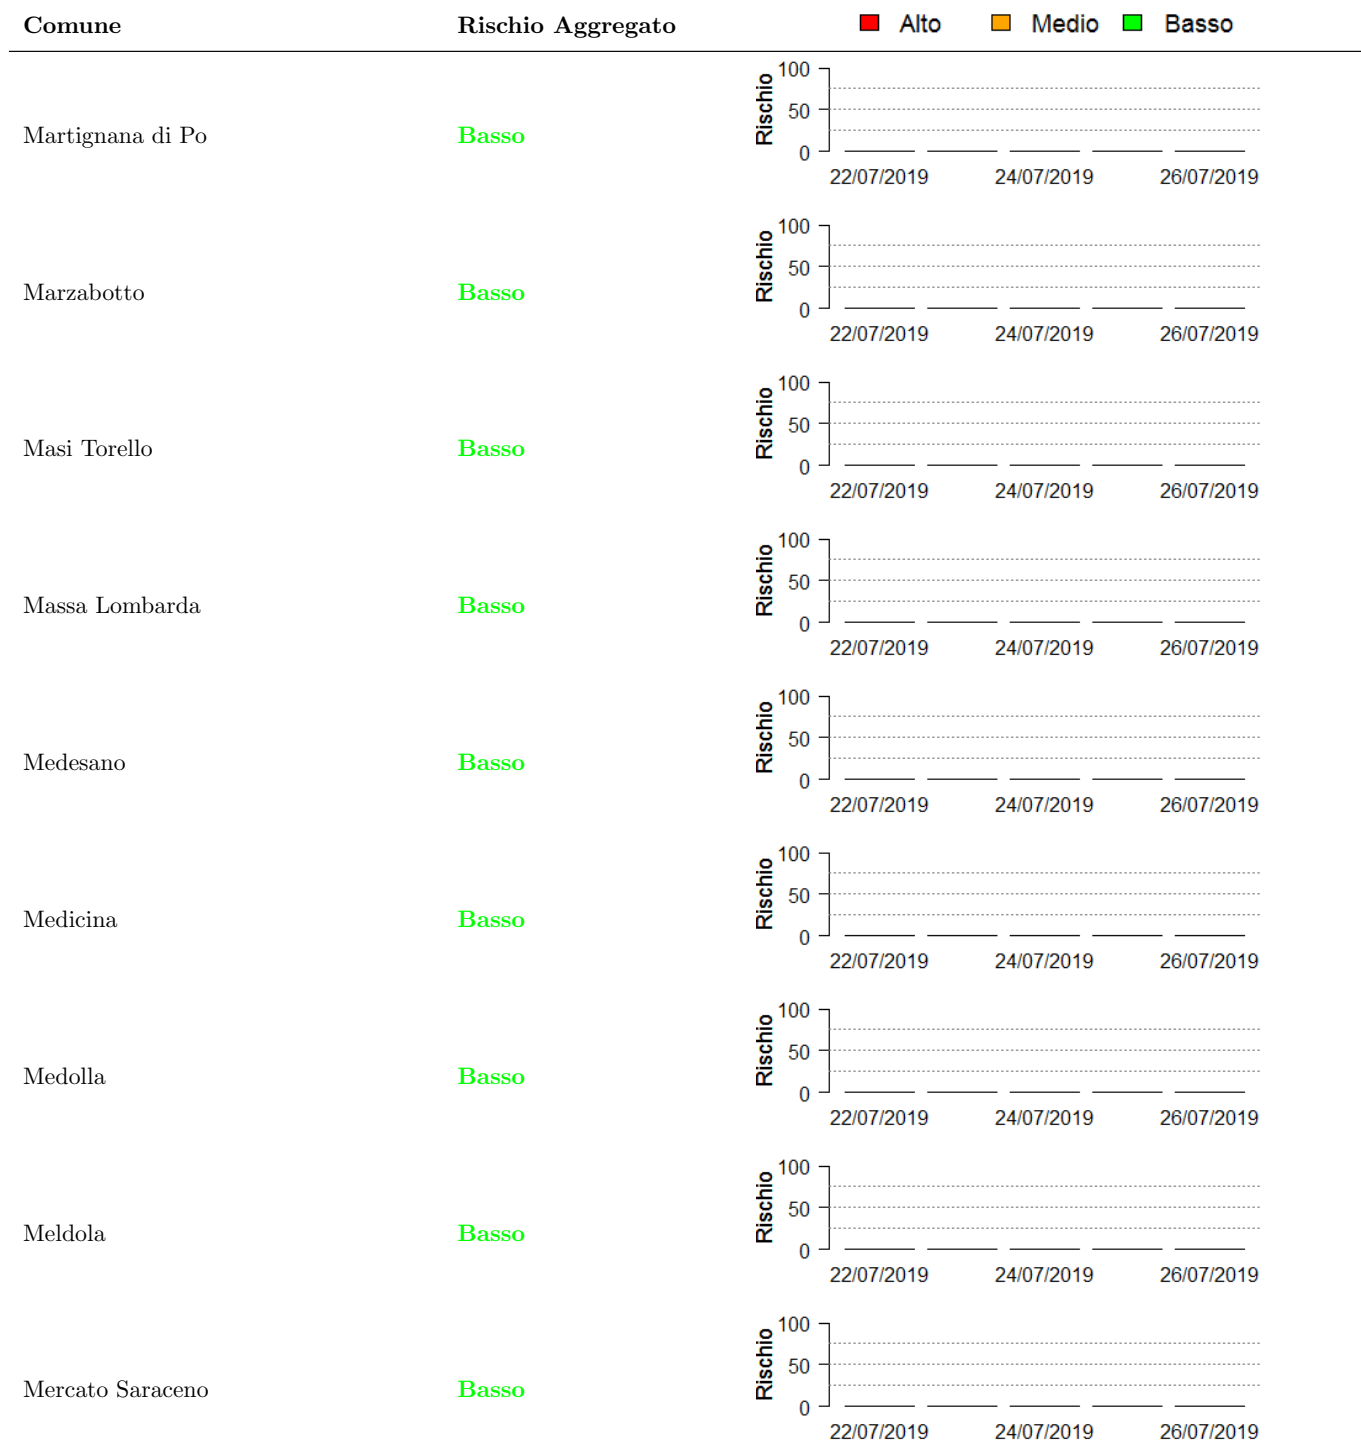 Comune Rischio Aggregato Alto Medio Basso
100
50
0
Rischio
Martignana di Po Basso
22/07/2019 24/07/2019 26/07/2019
100
50
0
Rischio
Marzabotto Basso
22/07/2019 24/07/2019 26/07/2019
100
50
0
Rischio
Masi Torello Basso
22/07/2019 24/07/2019 26/07/2019
100
50
0
Rischio
Massa Lombarda Basso
22/07/2019 24/07/2019 26/07/2019
100
50
0
Rischio
Medesano Basso
22/07/2019 24/07/2019 26/07/2019
100
50
0
Rischio
Medicina Basso
22/07/2019 24/07/2019 26/07/2019
100
50
0
Rischio
Medolla Basso
22/07/2019 24/07/2019 26/07/2019
100
50
0
Rischio
Meldola Basso
22/07/2019 24/07/2019 26/07/2019
100
50
0
Rischio
Mercato Saraceno Basso
22/07/2019 24/07/2019 26/07/2019